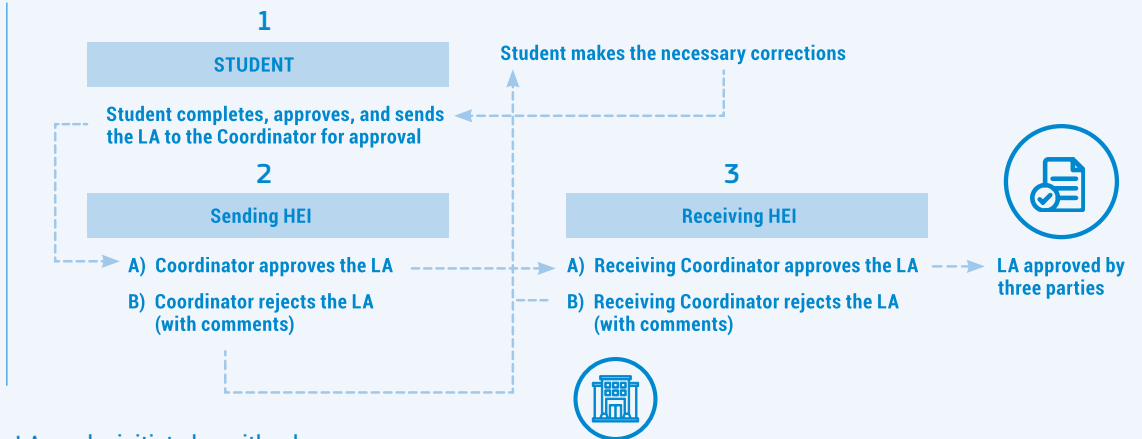 1
STUDENT
Student makes the necessary corrections
Student completes, approves, and sends
the LA to the Coordinator for approval
2
Sending HEI
A) Coordinator approves the LA
B) Coordinator rejects the LA
(with comments)
3
Receiving HEI
A) Receiving Coordinator approves the LA
B) Receiving Coordinator rejects the LA
(with comments)
LA approved by
three parties